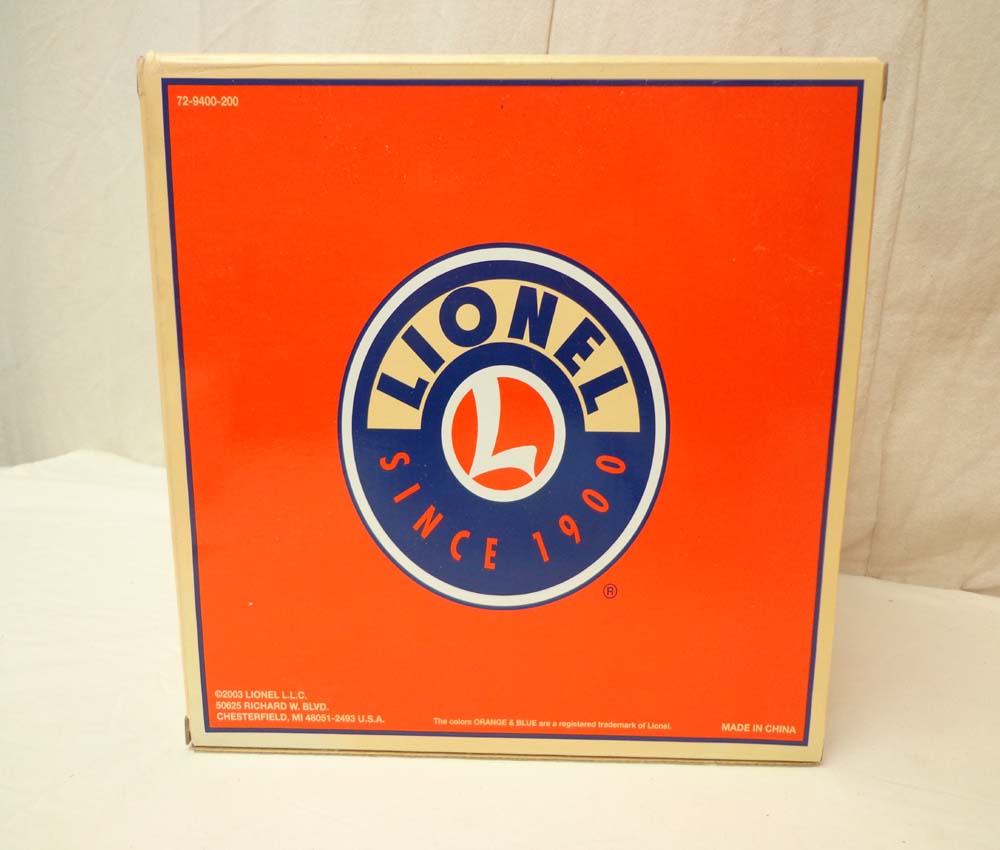 72-9400-200
LIONEL
L
SINCE 1900
®
©2003 LIONEL L.L.C.
50625 RICHARD W. BLVD.
CHESTERFIELD, MI 48051-2493 U.S.A.
The colors ORANGE & BLUE are a registered trademark of Lionel.
MADE IN CHINA